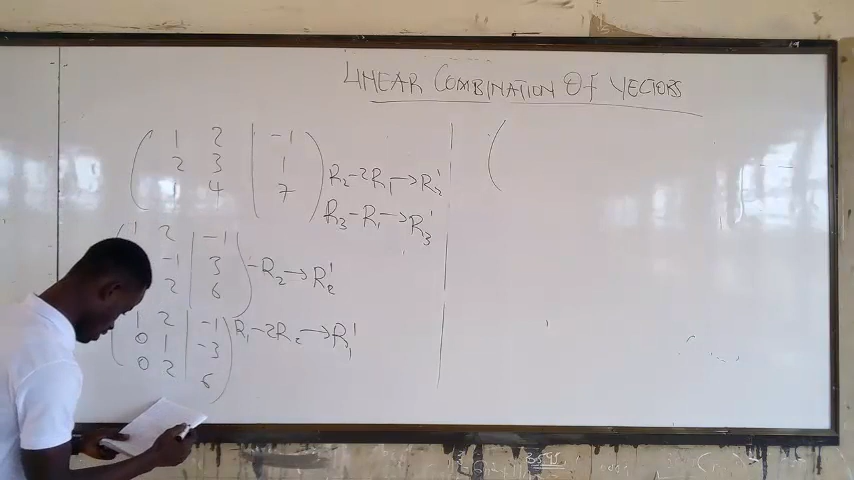 LINEAR COMBINATION OF VECTORS
1 2 | -1
2 3 | 1
4 | 7
R₂-2R₁→R₂'
R₃-R₁→R₃'
1 2 | -1
-1 | 3
2 | 6
-R₂→R₂'
1 2 | -1
0 1 | -3
0 2 | 6
R₁-2R₂→R₁'
(